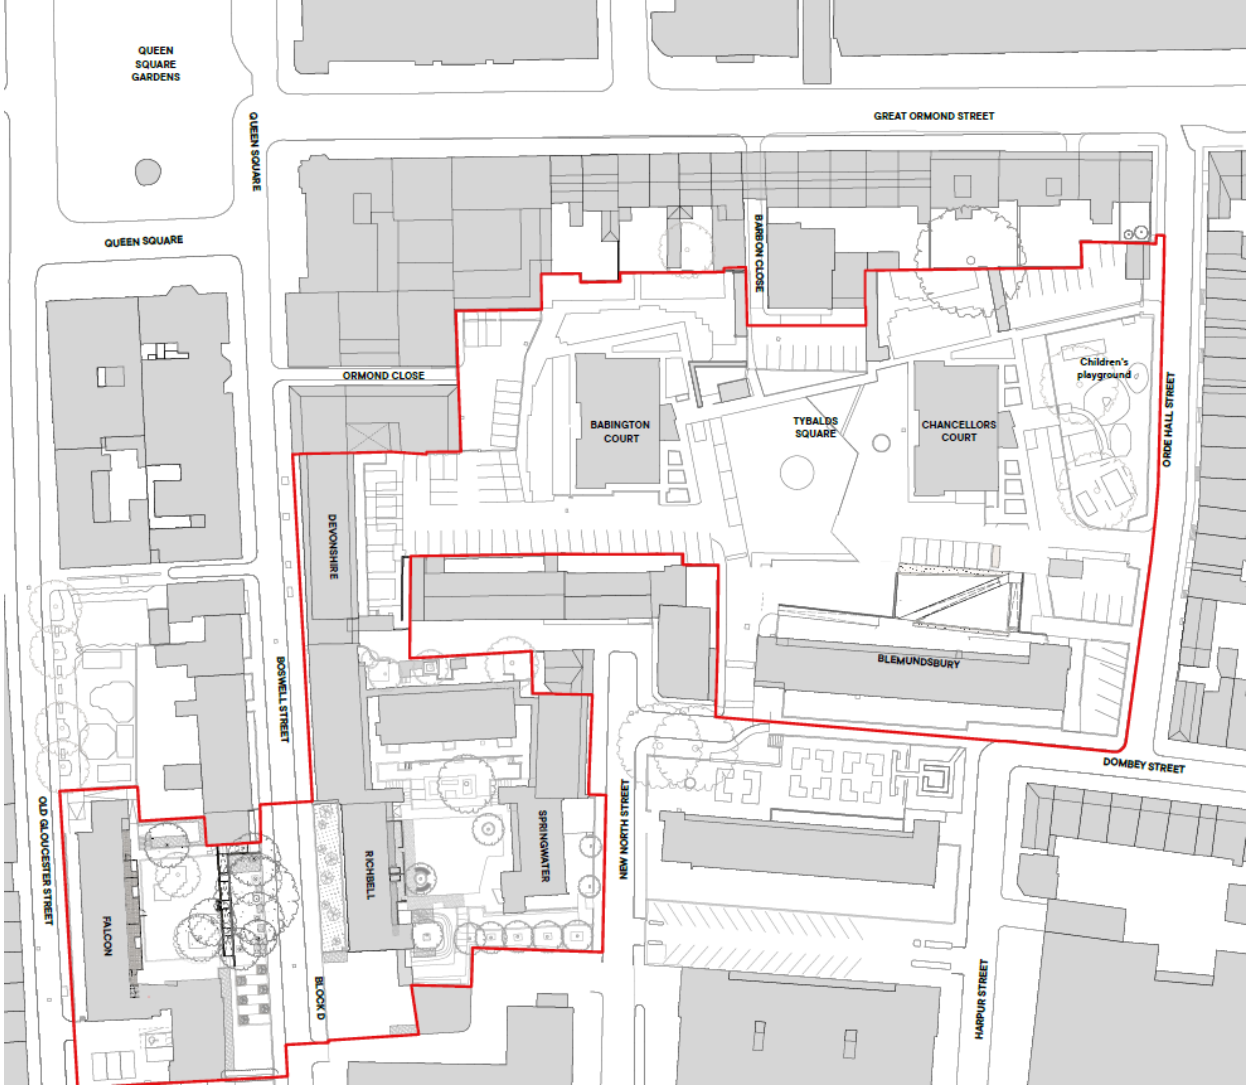 QUEEN
SQUARE
GARDENS
QUEEN SQUARE
GREAT ORMOND STREET
QUEEN SQUARE
BARBON CLOSE
ORMOND CLOSE
Children's
playground
ORDE HALL STREET
BABINGTON
COURT
TYBALDS
SQUARE
CHANCELLORS
COURT
DEVONSHIRE
BLEMUNDSBURY
BOSWELL STREET
DOMBEY STREET
OLD GLOUCESTER STREET
NEW NORTH STREET
SPRINGWATER
RICHBELL
FALCON
BLOCK D
HARPUR STREET